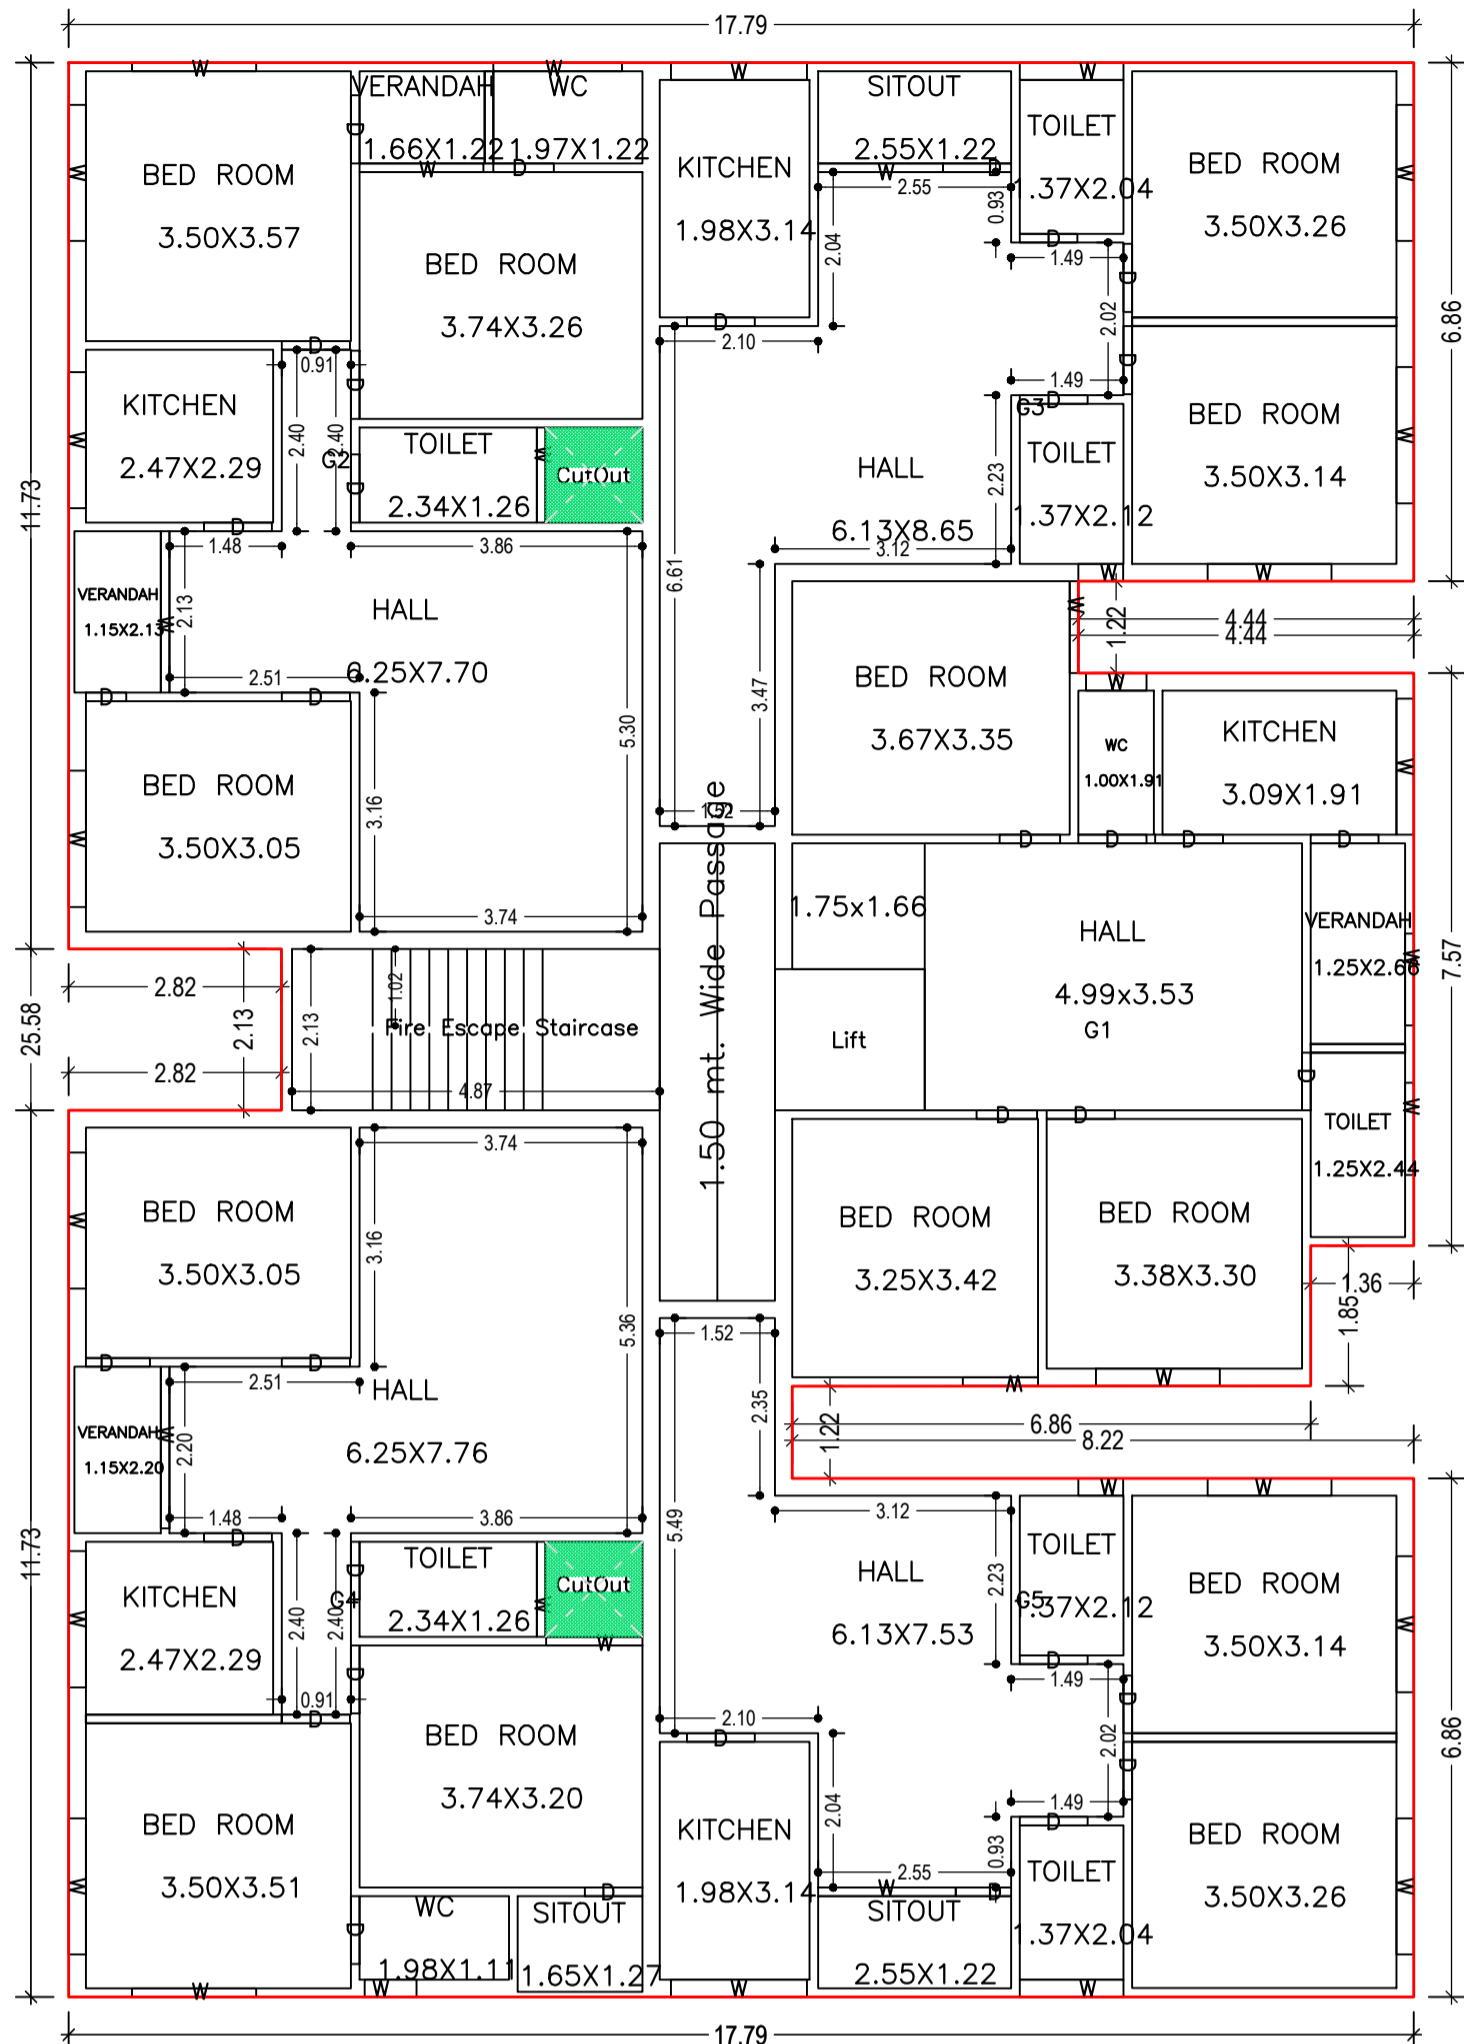 17.79
W
W
W
W
VERANDAH
1.66X1.22
WC
1.97X1.22
SITOUT
2.55X1.22
TOILET
1.37X2.04
BED ROOM
3.50X3.57
KITCHEN
1.98X3.14
BED ROOM
3.50X3.26
BED ROOM
3.74X3.26
D
W
D
W
D
2.55
0.93
2.04
D
1.49
2.02
D
D
1.49
6.86
W
W
D
0.91
D
D
2.10
KITCHEN
2.47X2.29
2.40
2.40
G2
TOILET
2.34X1.26
W
CutOut
D
D
HALL
6.13X8.65
G3
D
TOILET
1.37X2.12
2.23
BED ROOM
3.50X3.14
W
W
W
11.73
1.48
3.86
3.12
6.61
VERANDAH
1.15X2.13
W
2.13
HALL
6.25X7.70
2.51
5.30
W
1.22
4.44
4.44
D
D
BED ROOM
3.50X3.05
W
3.16
3.74
3.47
1.52
BED ROOM
3.67X3.35
W
WC
1.00X1.91
KITCHEN
3.09X1.91
W
D
D
D
D
1.75x1.66
HALL
4.99x3.53
G1
VERANDAH
1.25X2.66
W
7.57
2.82
2.13
2.82
25.58
2.13
1.02
Fire Escape Staircase
4.87
1.50 mt. Wide Passage
Lift
D
D
D
TOILET
1.25X2.44
W
3.74
BED ROOM
3.50X3.05
W
3.16
5.36
BED ROOM
3.25X3.42
BED ROOM
3.38X3.30
1.36
1.85
1.52
2.35
W
W
D
D
2.51
HALL
6.25X7.76
VERANDAH
1.15X2.20
W
2.20
1.22
6.86
8.22
1.48
3.86
3.12
W
W
11.73
D
KITCHEN
2.47X2.29
W
2.40
2.40
G4
D
TOILET
2.34X1.26
W
CutOut
W
5.49
HALL
6.13X7.53
2.23
TOILET
1.37X2.12
G5
BED ROOM
3.50X3.14
W
D
0.91
D
D
1.49
D
2.10
D
BED ROOM
3.74X3.20
2.02
D
1.49
6.86
BED ROOM
3.50X3.51
W
KITCHEN
1.98X3.14
2.04
D
0.93
2.55
BED ROOM
3.50X3.26
W
D
W
D
D
WC
1.98X1.11
SITOUT
1.65X1.27
SITOUT
2.55X1.22
TOILET
1.37X2.04
W
W
W
W
17.79